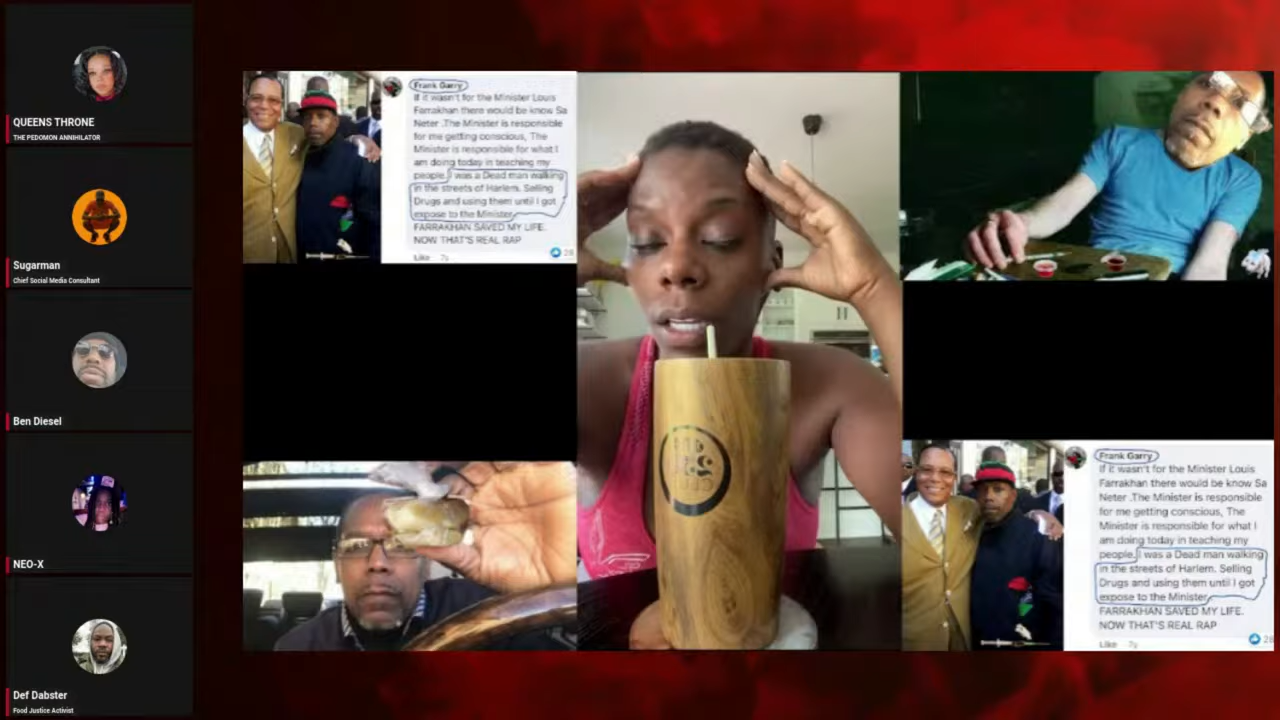 QUEENS THRONE
THE PEDOMON ANNIHILATOR
Sugarman
Chief Social Media Consultant
Ben Diesel
NEO-X
Def Dabster
Food Justice Activist
Frank Garry
If it wasn't for the Minister Louis
Farrakhan there would be know Sa
Neter .The Minister is responsible
for me getting conscious, The
Minister is responsible for what I
am doing today in teaching my
people. I was a Dead man walking
in the streets of Harlem. Selling
Drugs and using them until I got
expose to the Minister
FARRAKHAN SAVED MY LIFE.
NOW THAT'S REAL RAP
Like 7y
28
Frank Garry
If it wasn't for the Minister Louis
Farrakhan there would be know Sa
Neter .The Minister is responsible
for me getting conscious, The
Minister is responsible for what I
am doing today in teaching my
people. I was a Dead man walking
in the streets of Harlem. Selling
Drugs and using them until I got
expose to the Minister
FARRAKHAN SAVED MY LIFE.
NOW THAT'S REAL RAP
Like 7y
28